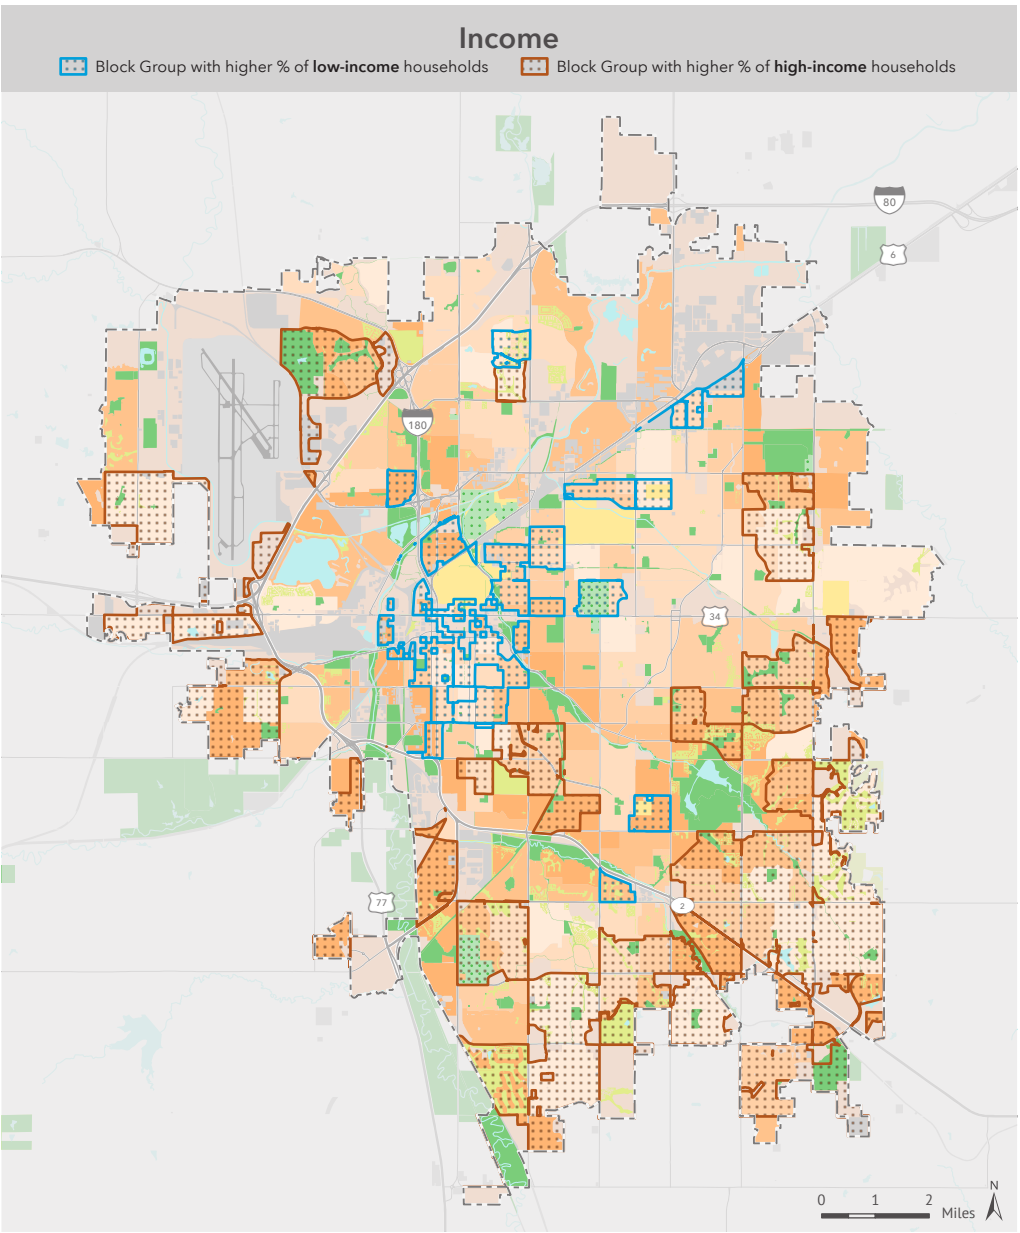 Income
Block Group with higher % of low-income households
Block Group with higher % of high-income households
80
6
180
34
77
2
N
0 1 2
Miles